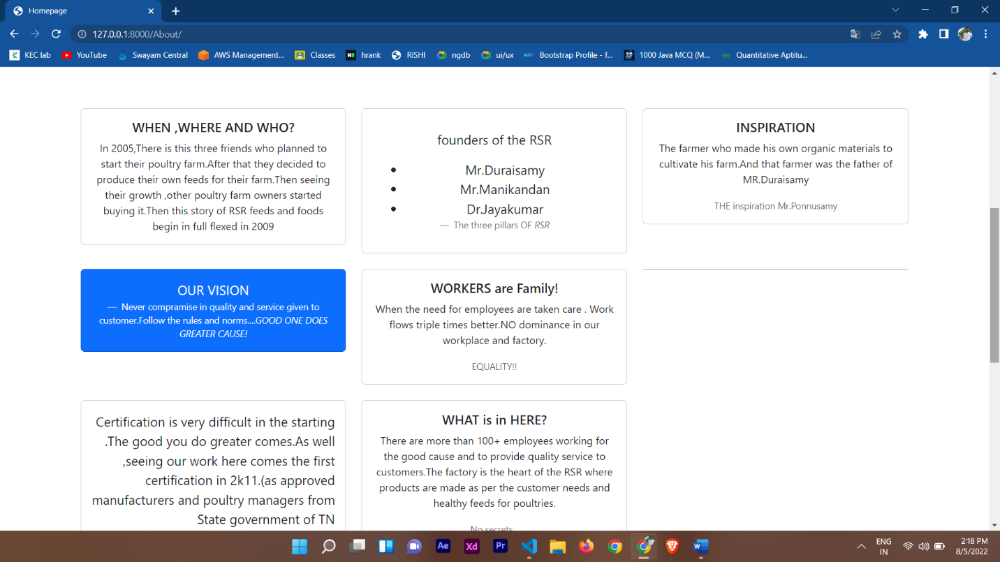 Homepage
127.0.0.1:8000/About/
KEC lab
YouTube
Swayam Central
AWS Management...
Classes
hrank
RISHI
ngdb
ui/ux
Bootstrap Profile - f...
1000 Java MCQ (M...
Quantitative Aptitu...
WHEN ,WHERE AND WHO?
In 2005,There is this three friends who planned to
start their poultry farm.After that they decided to
produce their own feeds for their farm.Then seeing
their growth ,other poultry farm owners started
buying it.Then this story of RSR feeds and foods
begin in full flexed in 2009
founders of the RSR
• Mr.Duraisamy
• Mr.Manikandan
• Dr.Jayakumar
— The three pillars OF RSR
INSPIRATION
The farmer who made his own organic materials to
cultivate his farm.And that farmer was the father of
MR.Duraisamy
THE inspiration Mr.Ponnusamy
OUR VISION
— Never compromise in quality and service given to
customer.Follow the rules and norms....GOOD ONE DOES
GREATER CAUSE!
WORKERS are Family!
When the need for employees are taken care . Work
flows triple times better.NO dominance in our
workplace and factory.
EQUALITY!!
Certification is very difficult in the starting
.The good you do greater comes.As well
,seeing our work here comes the first
certification in 2k11.(as approved
manufacturers and poultry managers from
State government of TN
WHAT is in HERE?
There are more than 100+ employees working for
the good cause and to provide quality service to
customers.The factory is the heart of the RSR where
products are made as per the customer needs and
healthy feeds for poultries.
No secrets
Ae
Xd
Pr
ENG
IN
2:18 PM
8/5/2022